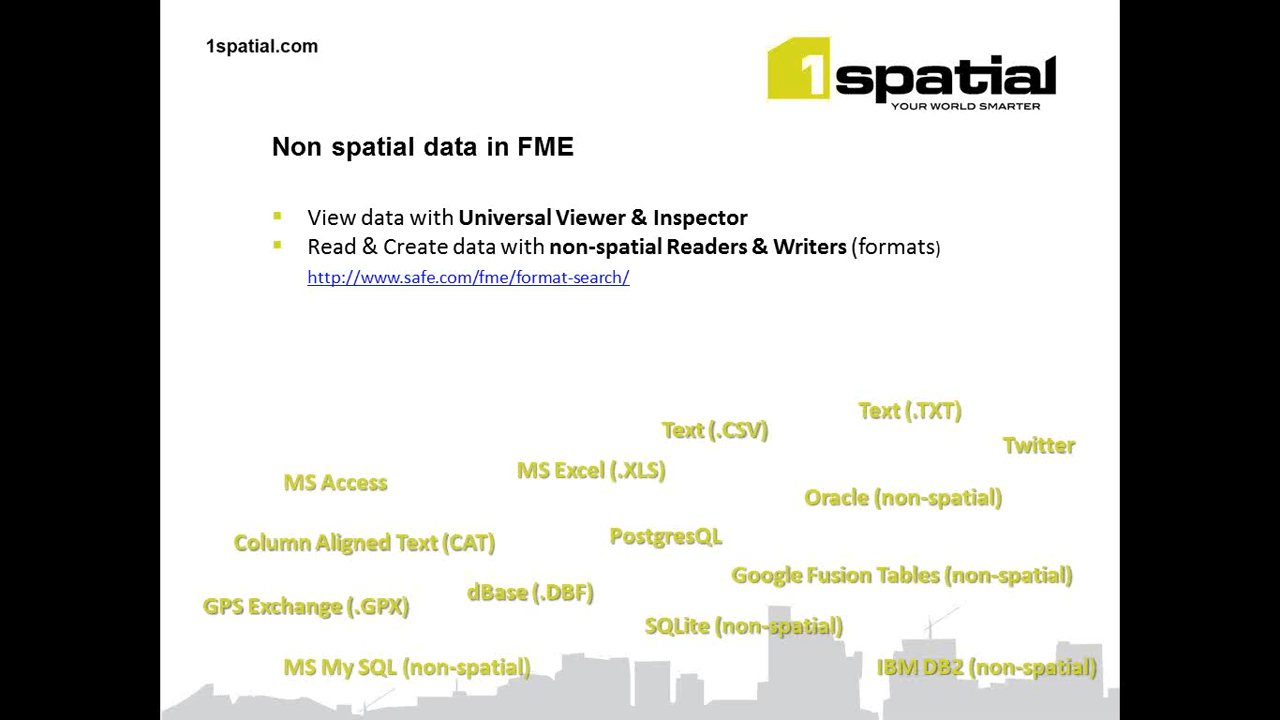 1spatial.com
1spatial
YOUR WORLD SMARTER
Non spatial data in FME
View data with Universal Viewer & Inspector
Read & Create data with non-spatial Readers & Writers (formats)
http://www.safe.com/fme/format-search/
Text (.TXT)
Text (.CSV)
Twitter
MS Excel (.XLS)
MS Access
Oracle (non-spatial)
PostgresQL
Column Aligned Text (CAT)
Google Fusion Tables (non-spatial)
dBase (.DBF)
GPS Exchange (.GPX)
SQLite (non-spatial)
MS My SQL (non-spatial)
IBM DB2 (non-spatial)